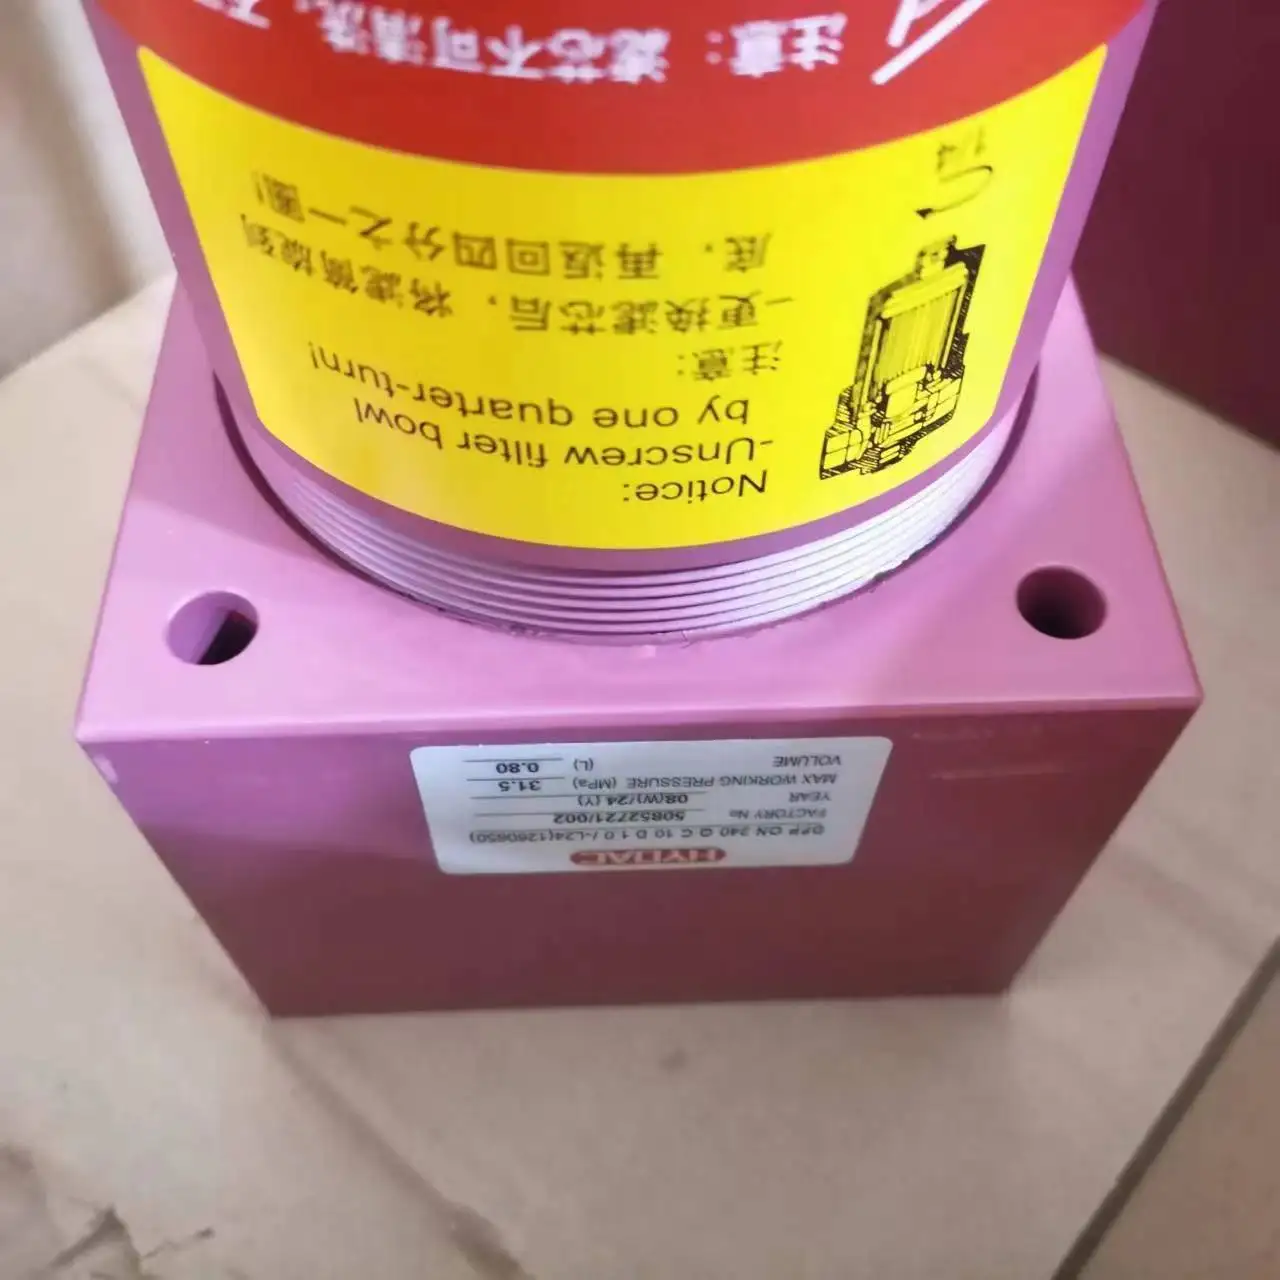 HYDAC
DFP ON 240 G C 10 D 1.0 /-L24(1260650)
FACTORY No 50852721/002
YEAR 08(W)/24 (Y)
MAX WORKING PRESSURE (MPa) 31.5
VOLUME (L) 0.80
Notice:
-Unscrew filter bowl
by one quarter-turn!
注意:
-更换滤芯后，将滤筒旋到
底，再返回四分之一圈!
1/4
注意：滤芯不可清洗，